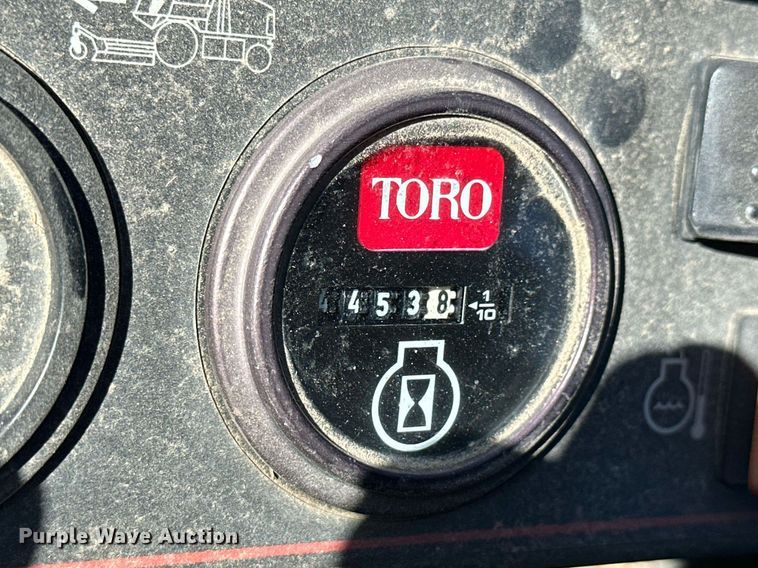 TORO
4538 1/10
Purple Wave Auction